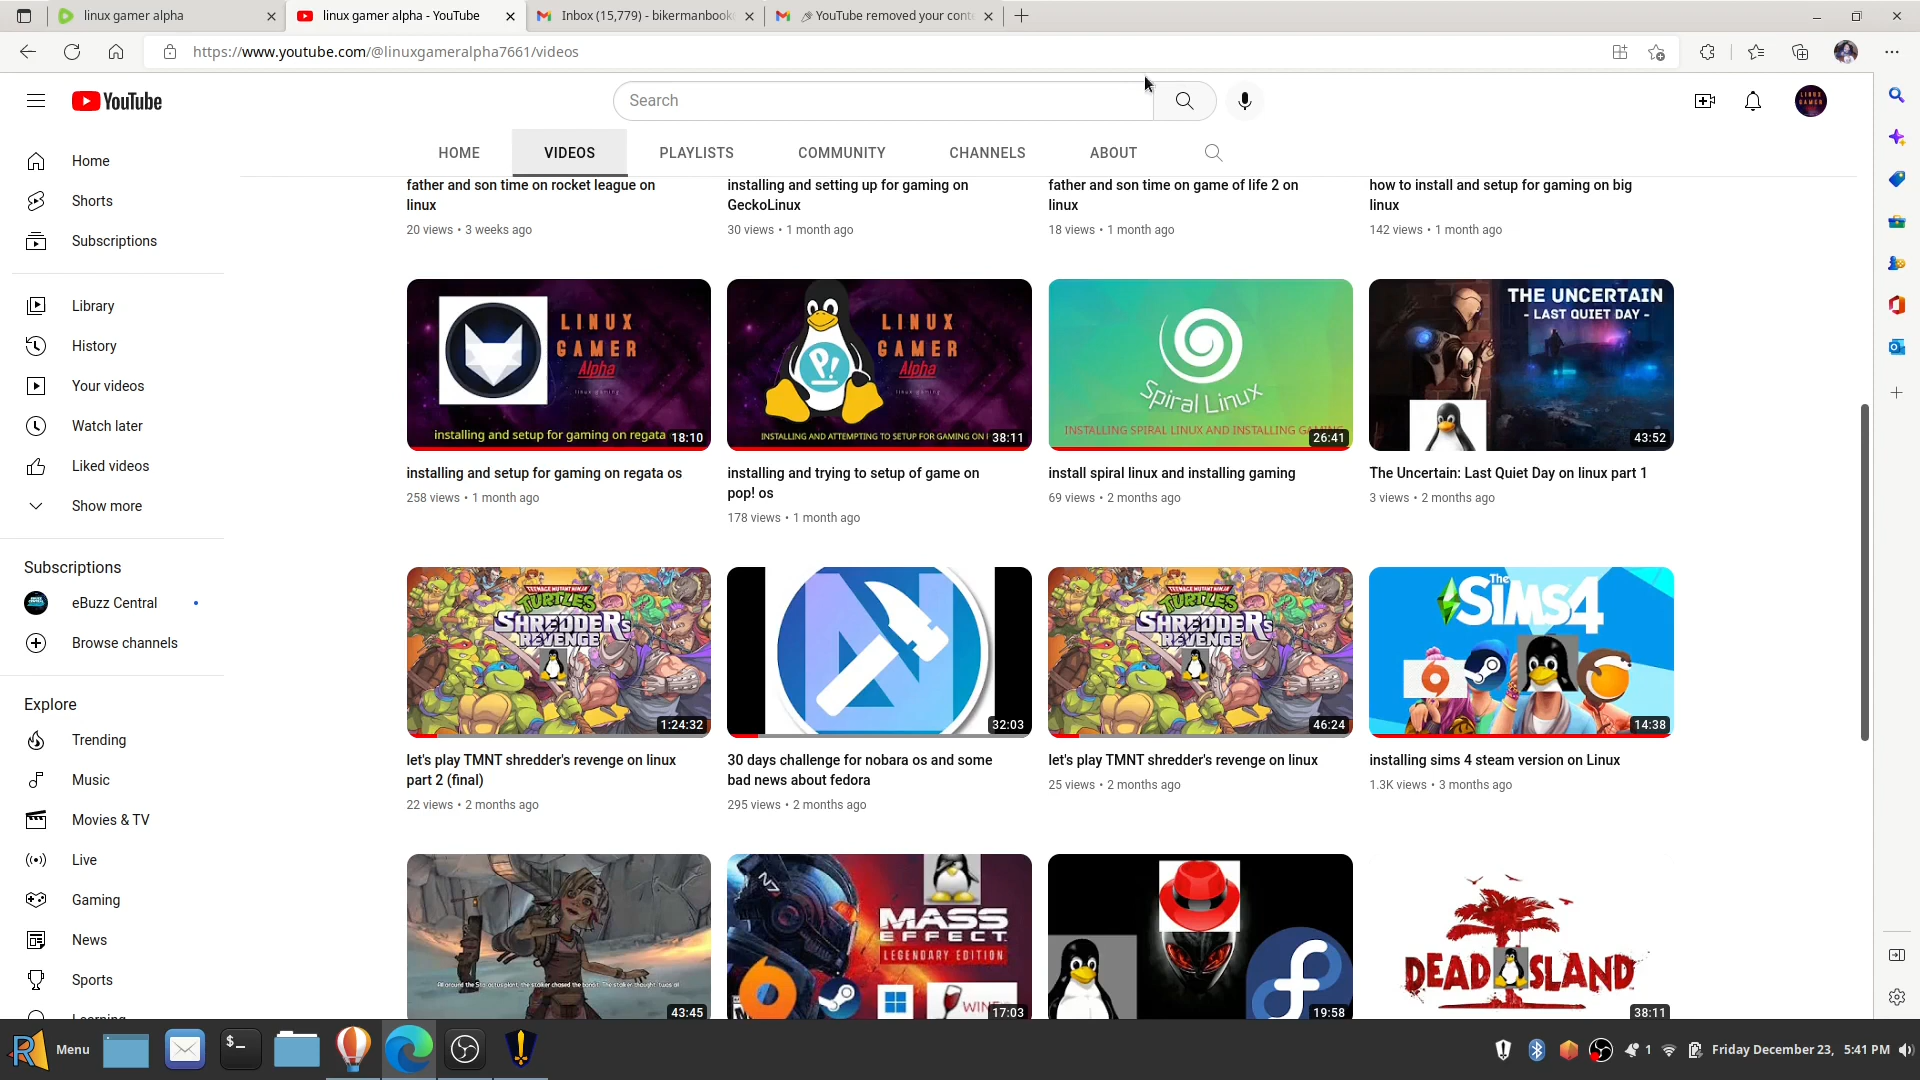 linux gamer alpha
linux gamer alpha - YouTube
Inbox (15,779) - bikermanbook
YouTube removed your cont
https://www.youtube.com/@linuxgameralpha7661/videos
YouTube
Search
HOME
VIDEOS
PLAYLISTS
COMMUNITY
CHANNELS
ABOUT
Home
Shorts
Subscriptions
Library
History
Your videos
Watch later
Liked videos
Show more
Subscriptions
eBuzz Central
Browse channels
Explore
Trending
Music
Movies & TV
Live
Gaming
News
Sports
father and son time on rocket league on
linux
20 views • 3 weeks ago
installing and setting up for gaming on
GeckoLinux
30 views • 1 month ago
father and son time on game of life 2 on
linux
18 views • 1 month ago
how to install and setup for gaming on big
linux
142 views • 1 month ago
LINUX
GAMER
Alpha
linux gaming
installing and setup for gaming on regata
18:10
installing and setup for gaming on regata os
258 views • 1 month ago
LINUX
GAMER
Alpha
INSTALLING AND ATTEMPTING TO SETUP FOR GAMING ON
38:11
installing and trying to setup of game on
pop! os
178 views • 1 month ago
Spiral Linux
INSTALLING SPIRAL LINUX AND INSTALLING
26:41
install spiral linux and installing gaming
69 views • 2 months ago
THE UNCERTAIN
- LAST QUIET DAY -
43:52
The Uncertain: Last Quiet Day on linux part 1
3 views • 2 months ago
TEENAGE MUTANT NINJA
TURTLES
SHREDDER'S
REVENGE
1:24:32
let's play TMNT shredder's revenge on linux
part 2 (final)
22 views • 2 months ago
32:03
30 days challenge for nobara os and some
bad news about fedora
295 views • 2 months ago
TEENAGE MUTANT NINJA
TURTLES
SHREDDER'S
REVENGE
46:24
let's play TMNT shredder's revenge on linux
25 views • 2 months ago
The
SIMS4
14:38
installing sims 4 steam version on Linux
1.3K views • 3 months ago
43:45
N7
MASS
EFFECT
LEGENDARY EDITION
WINE
17:03
19:58
DEAD ISLAND
38:11
Menu
1
Friday December 23, 5:41 PM